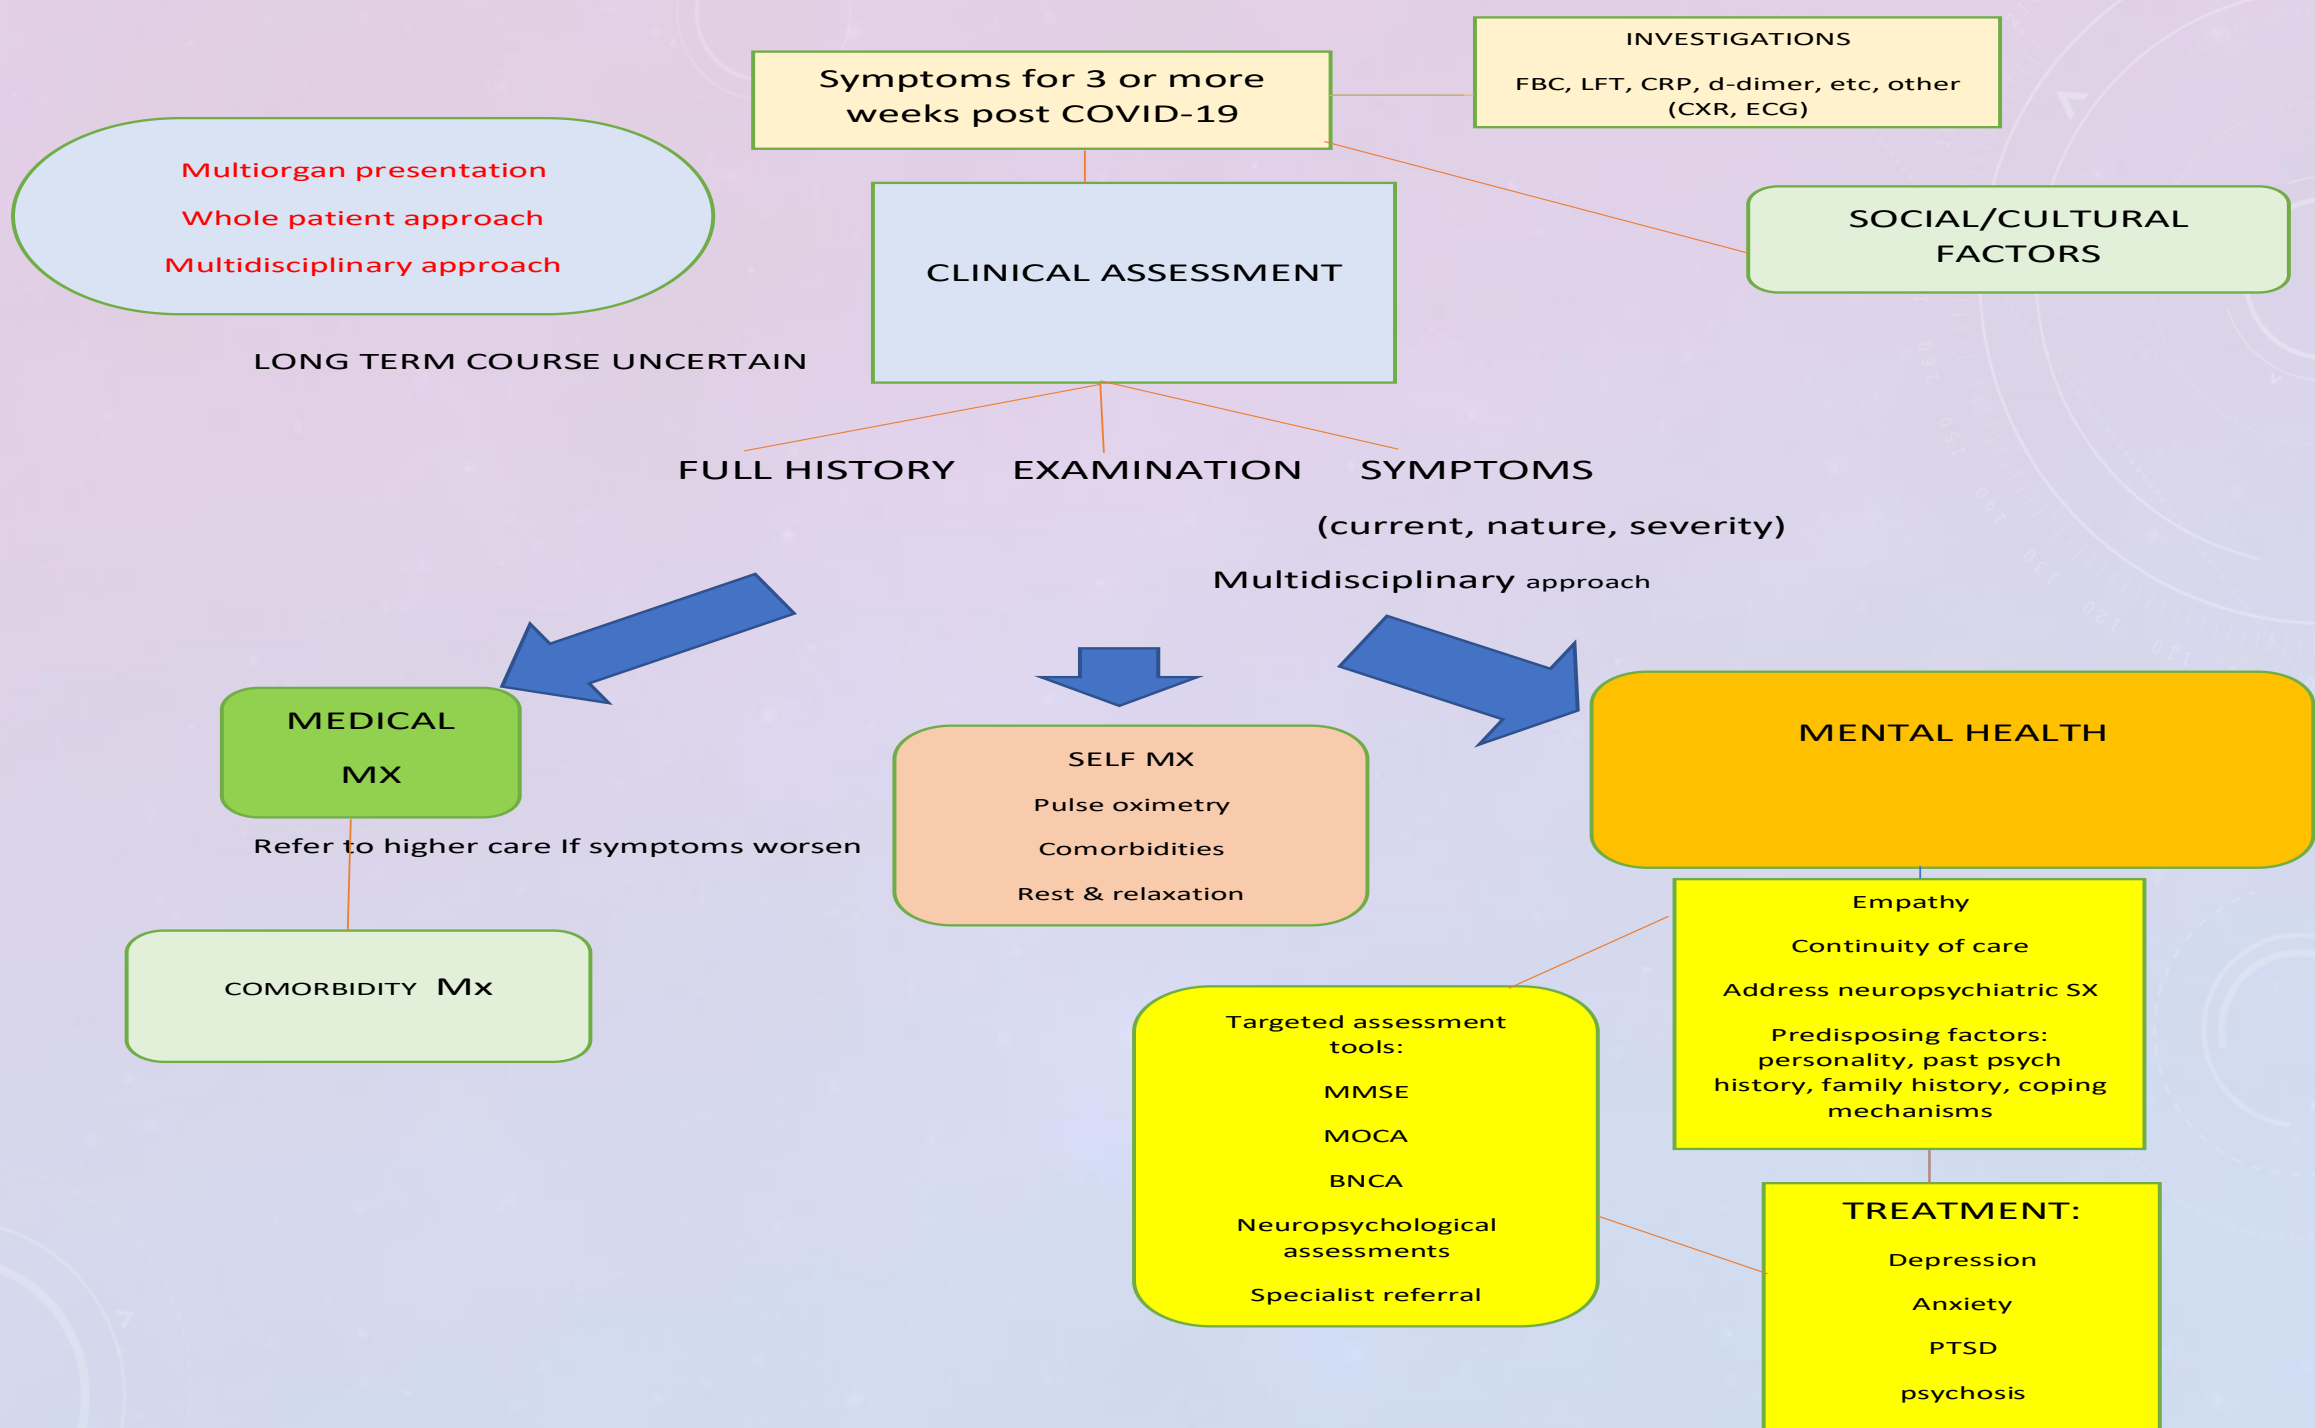 INVESTIGATIONS
FBC, LFT, CRP, d-dimer, etc, other
(CXR, ECG)
Symptoms for 3 or more
weeks post COVID-19
Multiorgan presentation
Whole patient approach
Multidisciplinary approach
SOCIAL/CULTURAL
FACTORS
CLINICAL ASSESSMENT
LONG TERM COURSE UNCERTAIN
FULL HISTORY EXAMINATION SYMPTOMS
(current, nature, severity)
Multidisciplinary approach
MEDICAL
MX
Refer to higher care If symptoms worsen
COMORBIDITY Mx
SELF MX
Pulse oximetry
Comorbidities
Rest & relaxation
MENTAL HEALTH
Empathy
Continuity of care
Address neuropsychiatric SX
Predisposing factors:
personality, past psych
history, family history, coping
mechanisms
Targeted assessment
tools:
MMSE
MOCA
BNCA
Neuropsychological
assessments
Specialist referral
TREATMENT:
Depression
Anxiety
PTSD
psychosis